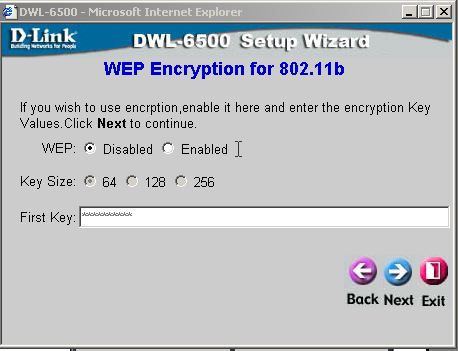 DWL-6500 - Microsoft Internet Explorer
D-Link
Building Networks for People
DWL-6500 Setup Wizard
WEP Encryption for 802.11b
If you wish to use encrption,enable it here and enter the encryption Key
Values.Click Next to continue.
WEP: Disabled Enabled
Key Size: 64 128 256
First Key: **********
Back Next Exit